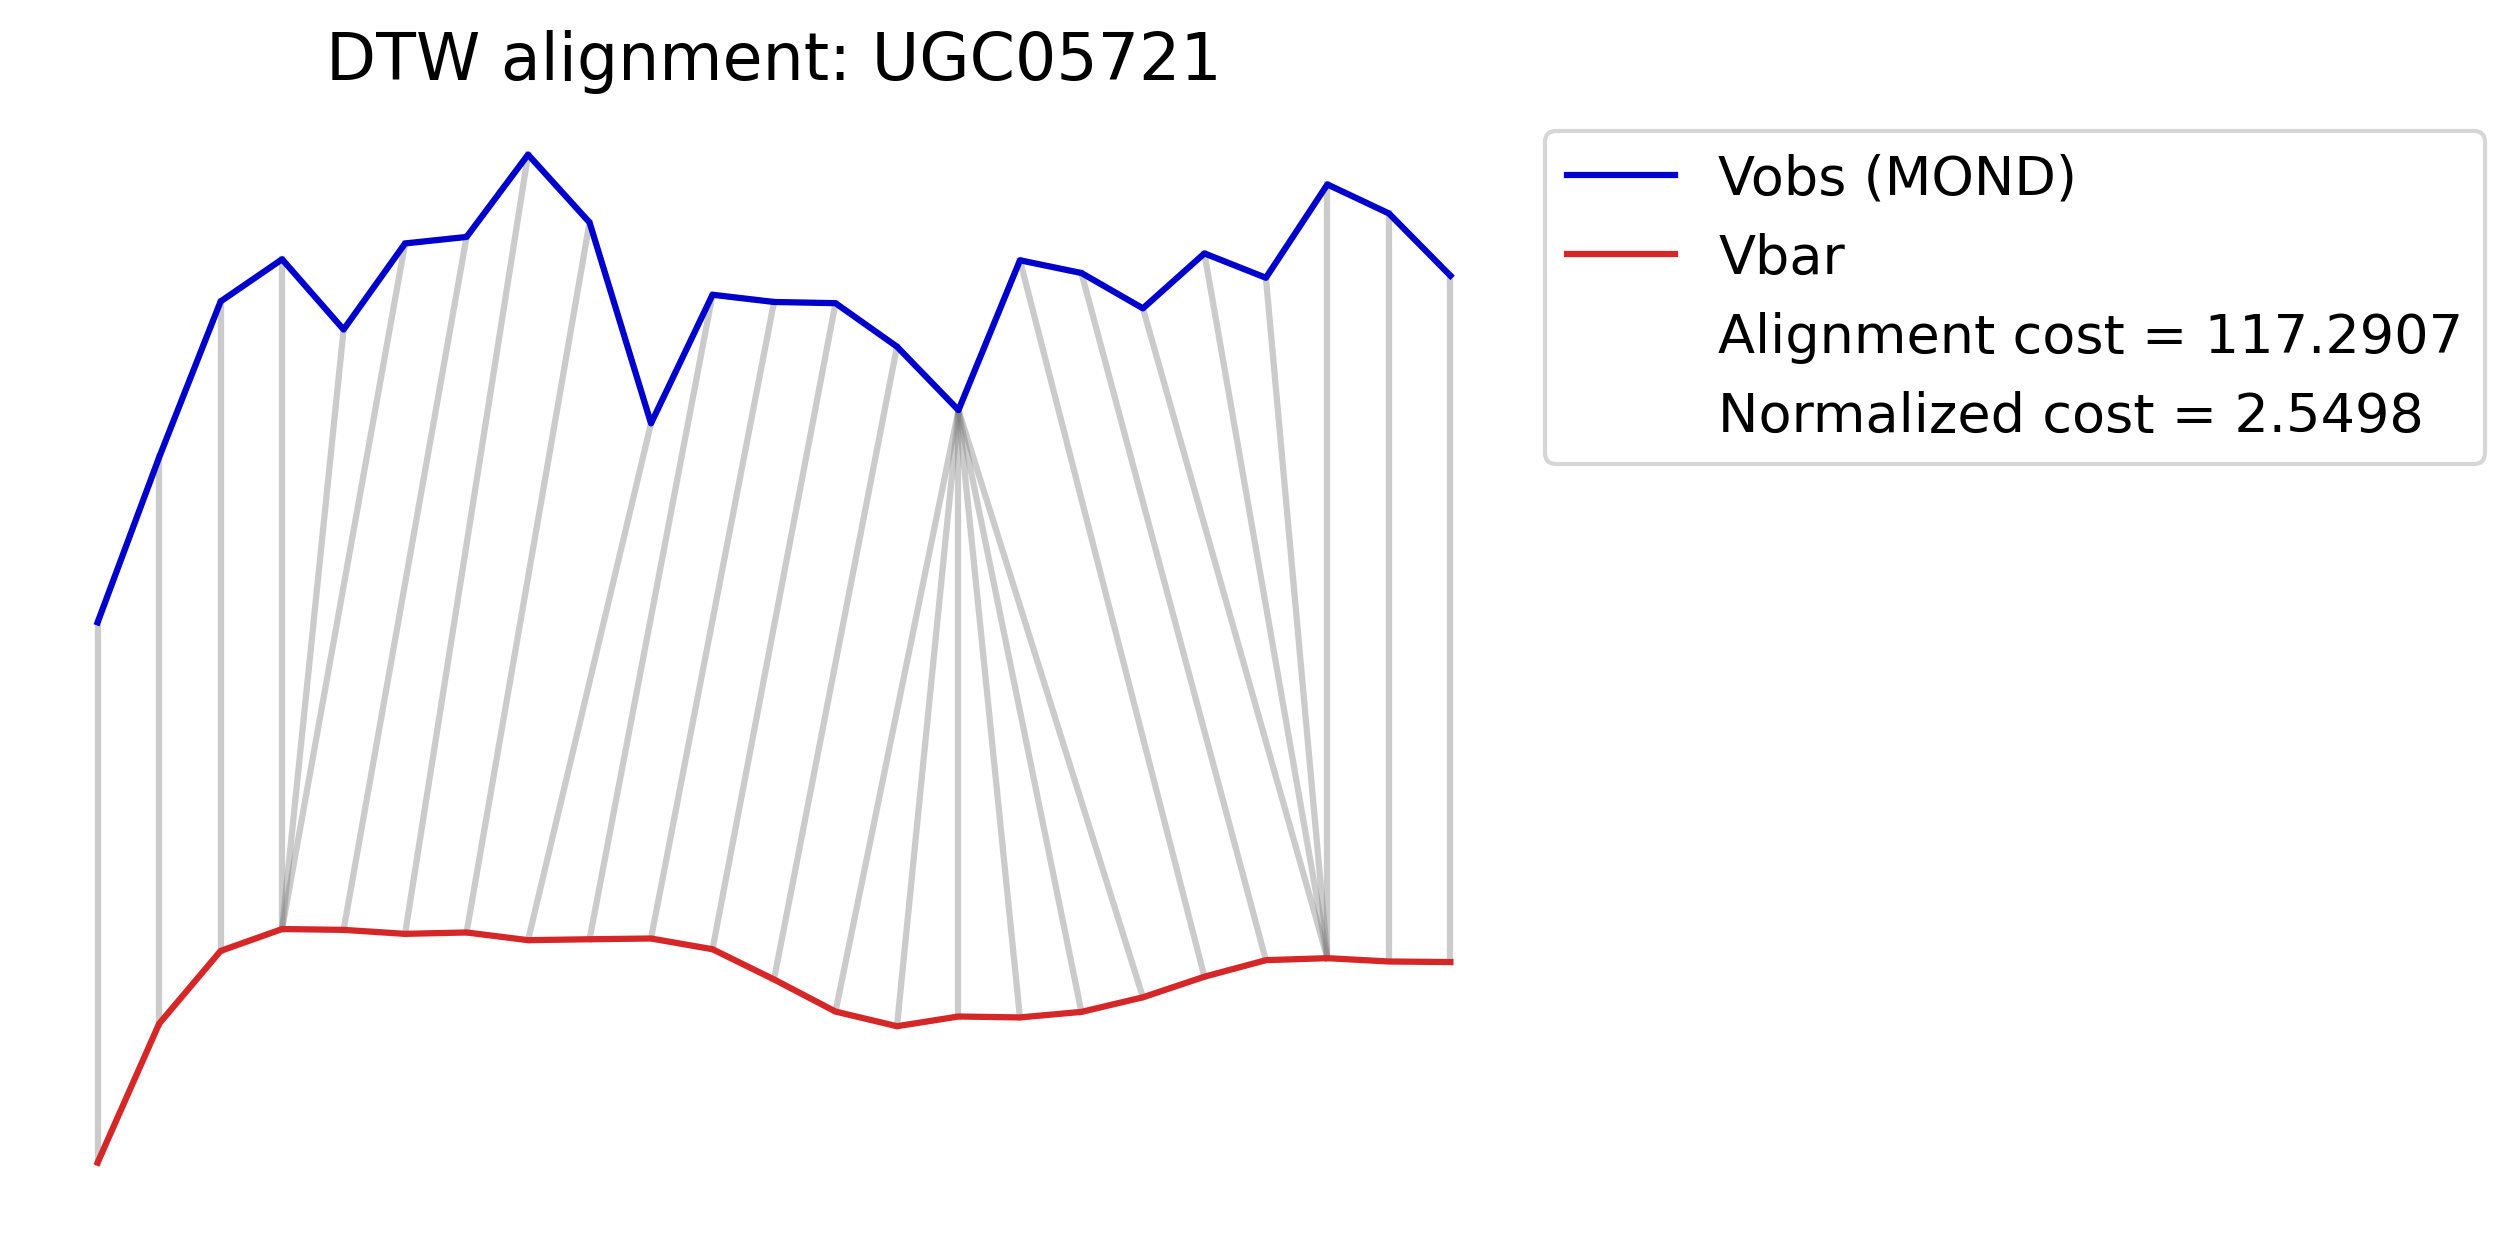 DTW alignment: UGC05721
Vobs (MOND)
Vbar
Alignment cost = 117.2907
Normalized cost = 2.5498